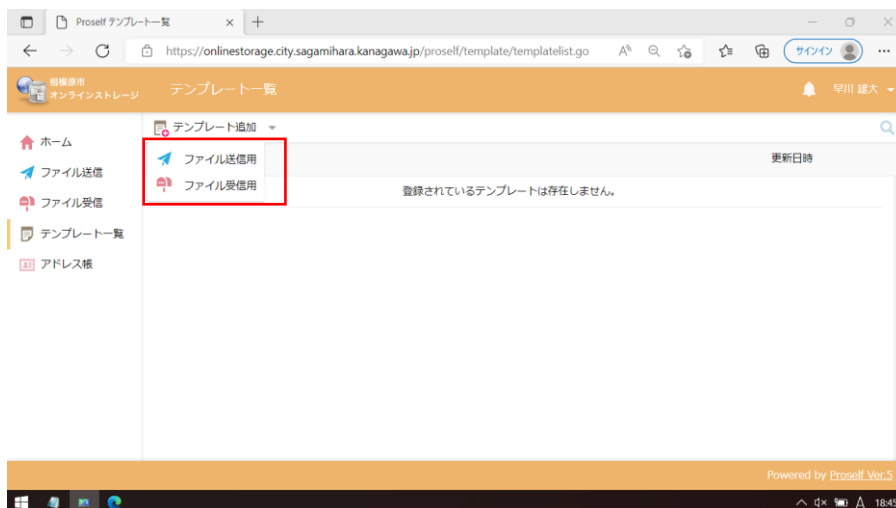 Proself テンプレート一覧
https://onlinestorage.city.sagamihara.kanagawa.jp/proself/template/templatelist.go
サインイン
相模原市
オンラインストレージ
テンプレート一覧
早川 雄大
テンプレート追加
ホーム
ファイル送信
ファイル受信
テンプレート一覧
アドレス帳
ファイル送信用
ファイル受信用
更新日時
登録されているテンプレートは存在しません。
Powered by Proself Ver.5
A 18:45